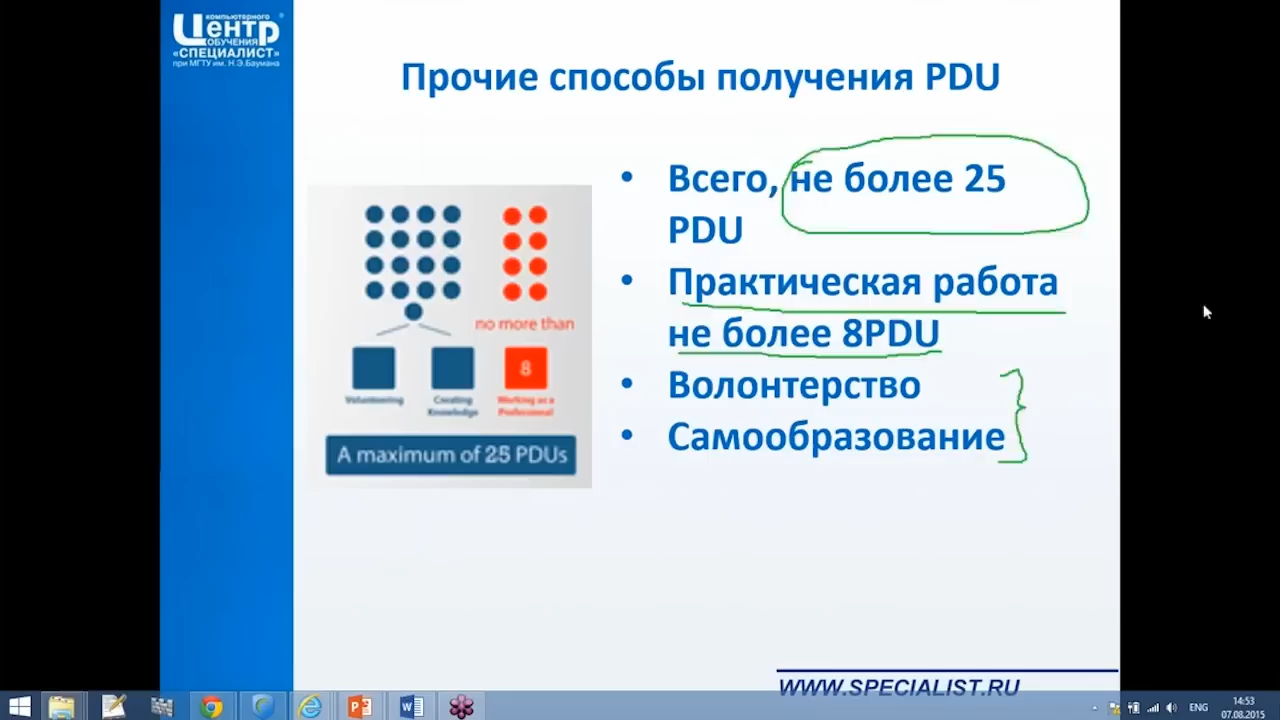 компьютерного
Центр
ОБУЧЕНИЯ
«СПЕЦИАЛИСТ»
при МГТУ им. Н.Э.Баумана
Прочие способы получения PDU
• Всего, не более 25
PDU
• Практическая работа
не более 8PDU
• Волонтерство
• Самообразование
no more than
8
Volunteering
Creating
Knowledge
Working as a
Professional
A maximum of 25 PDUs
WWW.SPECIALIST.RU
ENG
14:53
07.08.2015